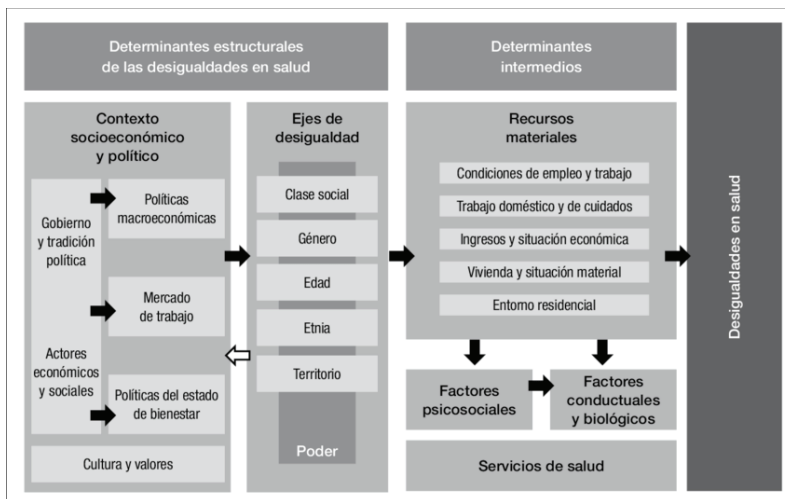 Determinantes estructurales
de las desigualdades en salud
Determinantes
intermedios
Contexto
socioeconómico
y político
Gobierno
y tradición
política
Actores
económicos
y sociales
Políticas
macroeconómicas
Mercado
de trabajo
Políticas del estado
de bienestar
Cultura y valores
Ejes de
desigualdad
Clase social
Género
Edad
Etnia
Territorio
Poder
Recursos
materiales
Condiciones de empleo y trabajo
Trabajo doméstico y de cuidados
Ingresos y situación económica
Vivienda y situación material
Entorno residencial
Factores
psicosociales
Factores
conductuales
y biológicos
Servicios de salud
Desigualdades en salud